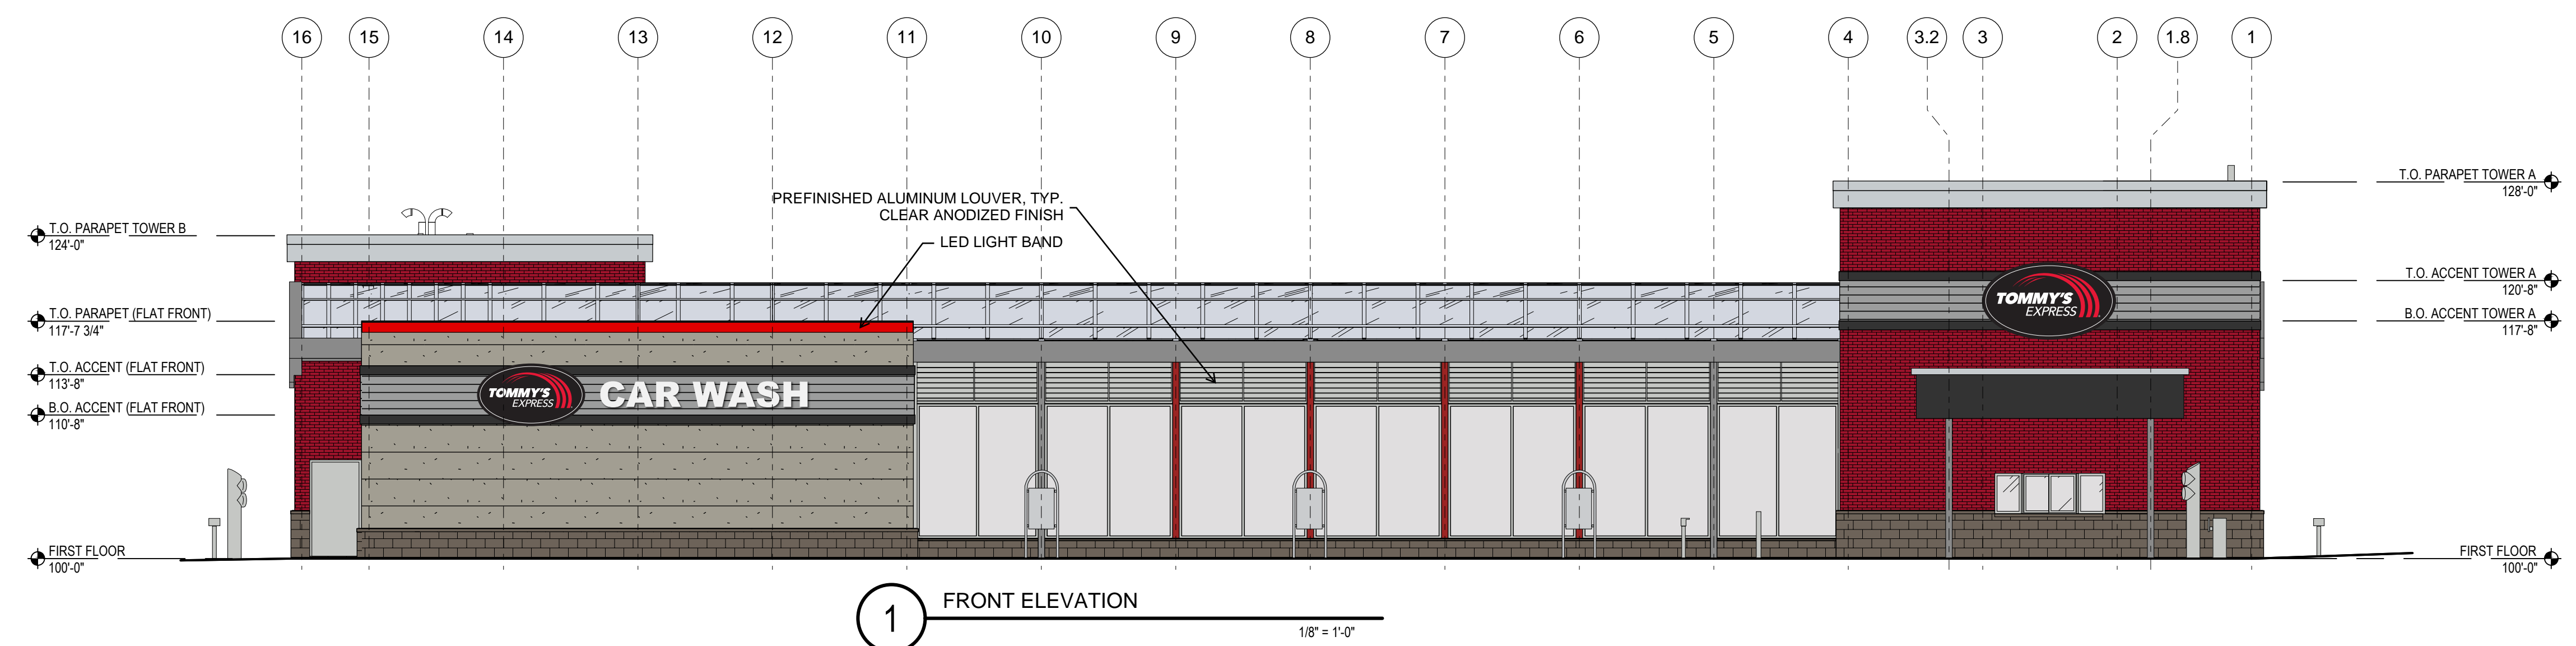 16 15 14 13 12 11 10 9 8 7 6 5 4 3.2 3 2 1.8 1
T.O. PARAPET TOWER A
128'-0"
PREFINISHED ALUMINUM LOUVER, TYP.
CLEAR ANODIZED FINISH
LED LIGHT BAND
T.O. PARAPET TOWER B
124'-0"
T.O. ACCENT TOWER A
120'-8"
T.O. PARAPET (FLAT FRONT)
117'-7 3/4"
B.O. ACCENT TOWER A
117'-8"
TOMMY'S
EXPRESS
T.O. ACCENT (FLAT FRONT)
113'-8"
B.O. ACCENT (FLAT FRONT)
110'-8"
TOMMY'S
EXPRESS
CAR WASH
FIRST FLOOR
100'-0"
FIRST FLOOR
100'-0"
1
FRONT ELEVATION
1/8" = 1'-0"